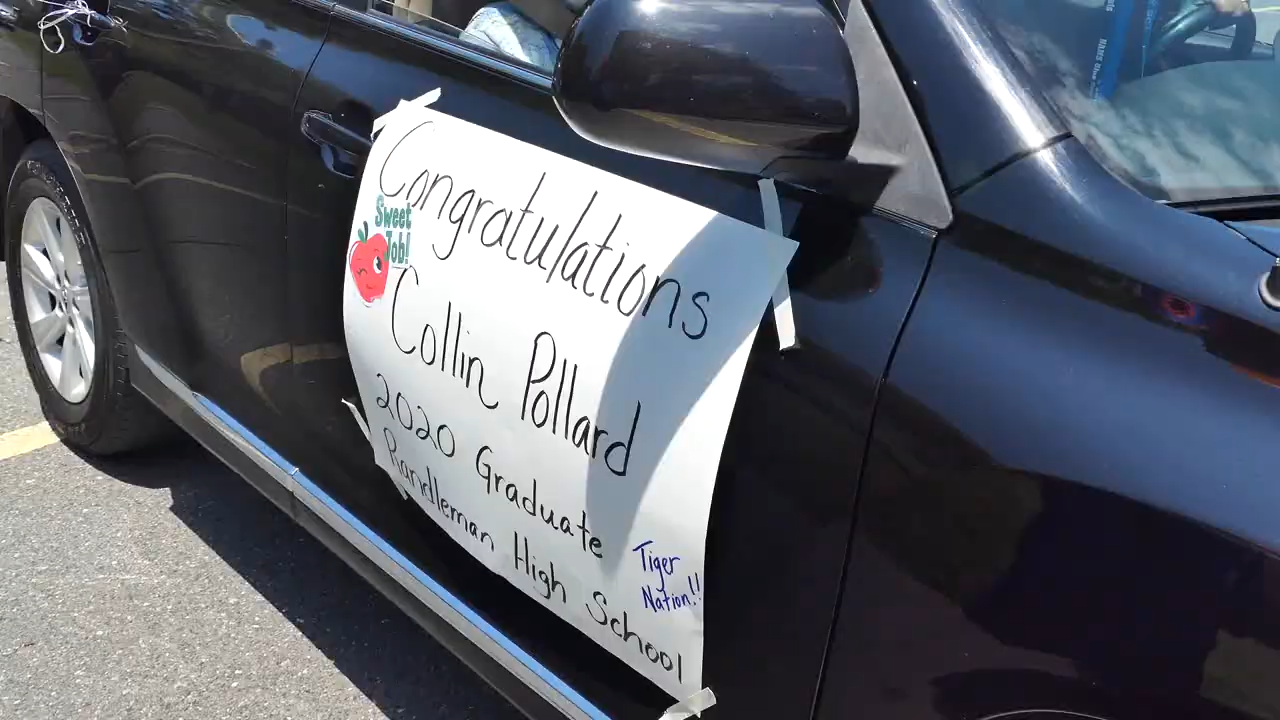 Congratulations
Sweet
Job!
Collin Pollard
2020 Graduate
Randleman High School
Tiger
Nation!!